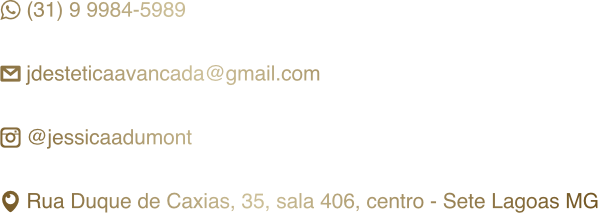 (31) 9 9984-5989
jdesteticaavancada@gmail.com
@jessicaadumont
Rua Duque de Caxias, 35, sala 406, centro - Sete Lagoas MG